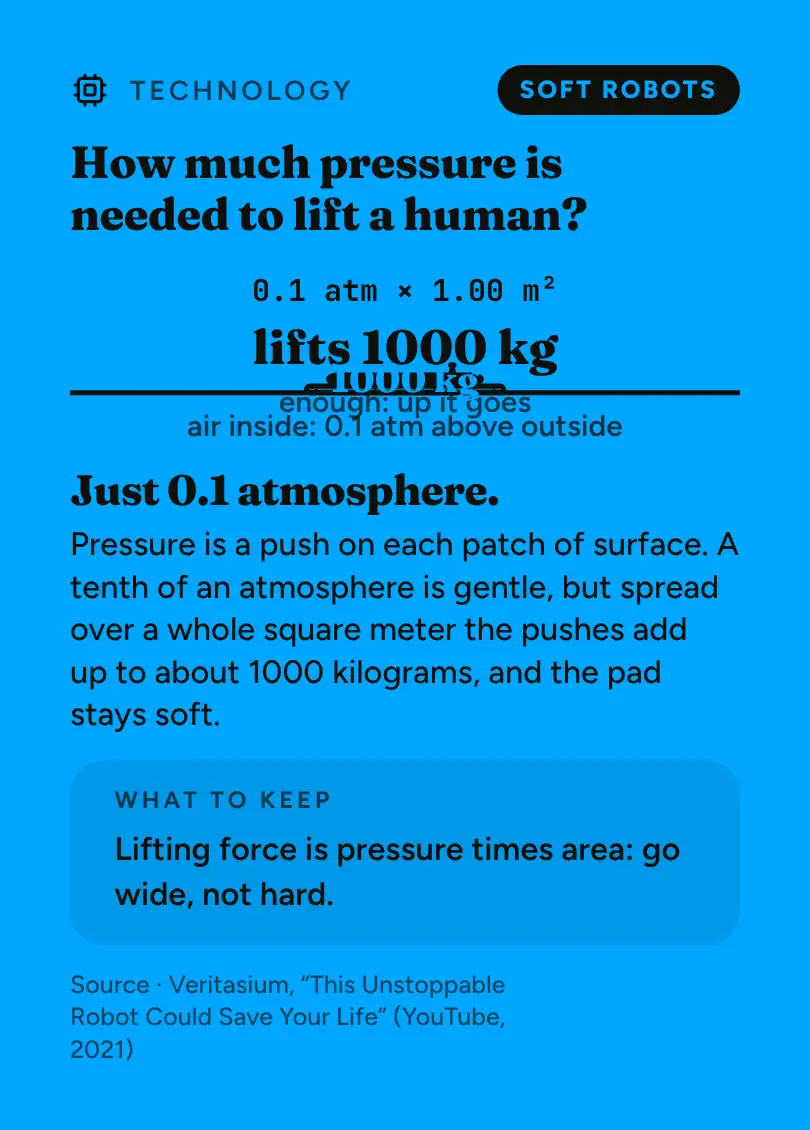 TECHNOLOGY
SOFT ROBOTS
How much pressure is
needed to lift a human?
0.1 atm × 1.00 m²
lifts 1000 kg
1000 kg
enough: up it goes
air inside: 0.1 atm above outside
Just 0.1 atmosphere.
Pressure is a push on each patch of surface. A
tenth of an atmosphere is gentle, but spread
over a whole square meter the pushes add
up to about 1000 kilograms, and the pad
stays soft.
WHAT TO KEEP
Lifting force is pressure times area: go
wide, not hard.
Source · Veritasium, “This Unstoppable
Robot Could Save Your Life” (YouTube,
2021)